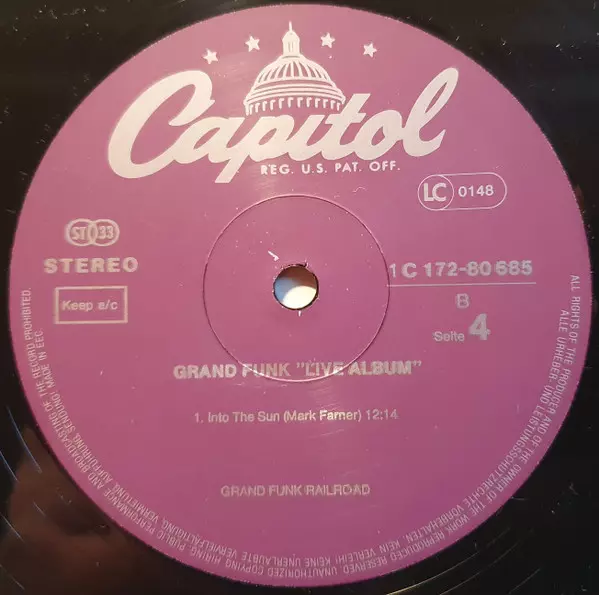 Capitol
REG. U.S. PAT. OFF.
LC 0148
ST 33
STEREO
1C 172-80 685
Keep a/c
B
Seite 4
GRAND FUNK "LIVE ALBUM"
1. Into The Sun (Mark Farner) 12:14
GRAND FUNK RAILROAD
ALL RIGHTS OF THE PRODUCER AND OF THE OWNER OF THE WORK REPRODUCED RESERVED. UNAUTHORIZED COPYING HIRING PUBLIC PERFORMANCE AND BROADCASTING OF THE RECORD PROHIBITED.
ALLE URHEBER- UND LEISTUNGSSCHUTZRECHTE VORBEHALTEN. KEIN VERLEIH! KEINE UNERLAUBTE VERVIELFÄLTIGUNG, VERMIETUNG, AUFFÜHRUNG, SENDUNG! MADE IN EEC.